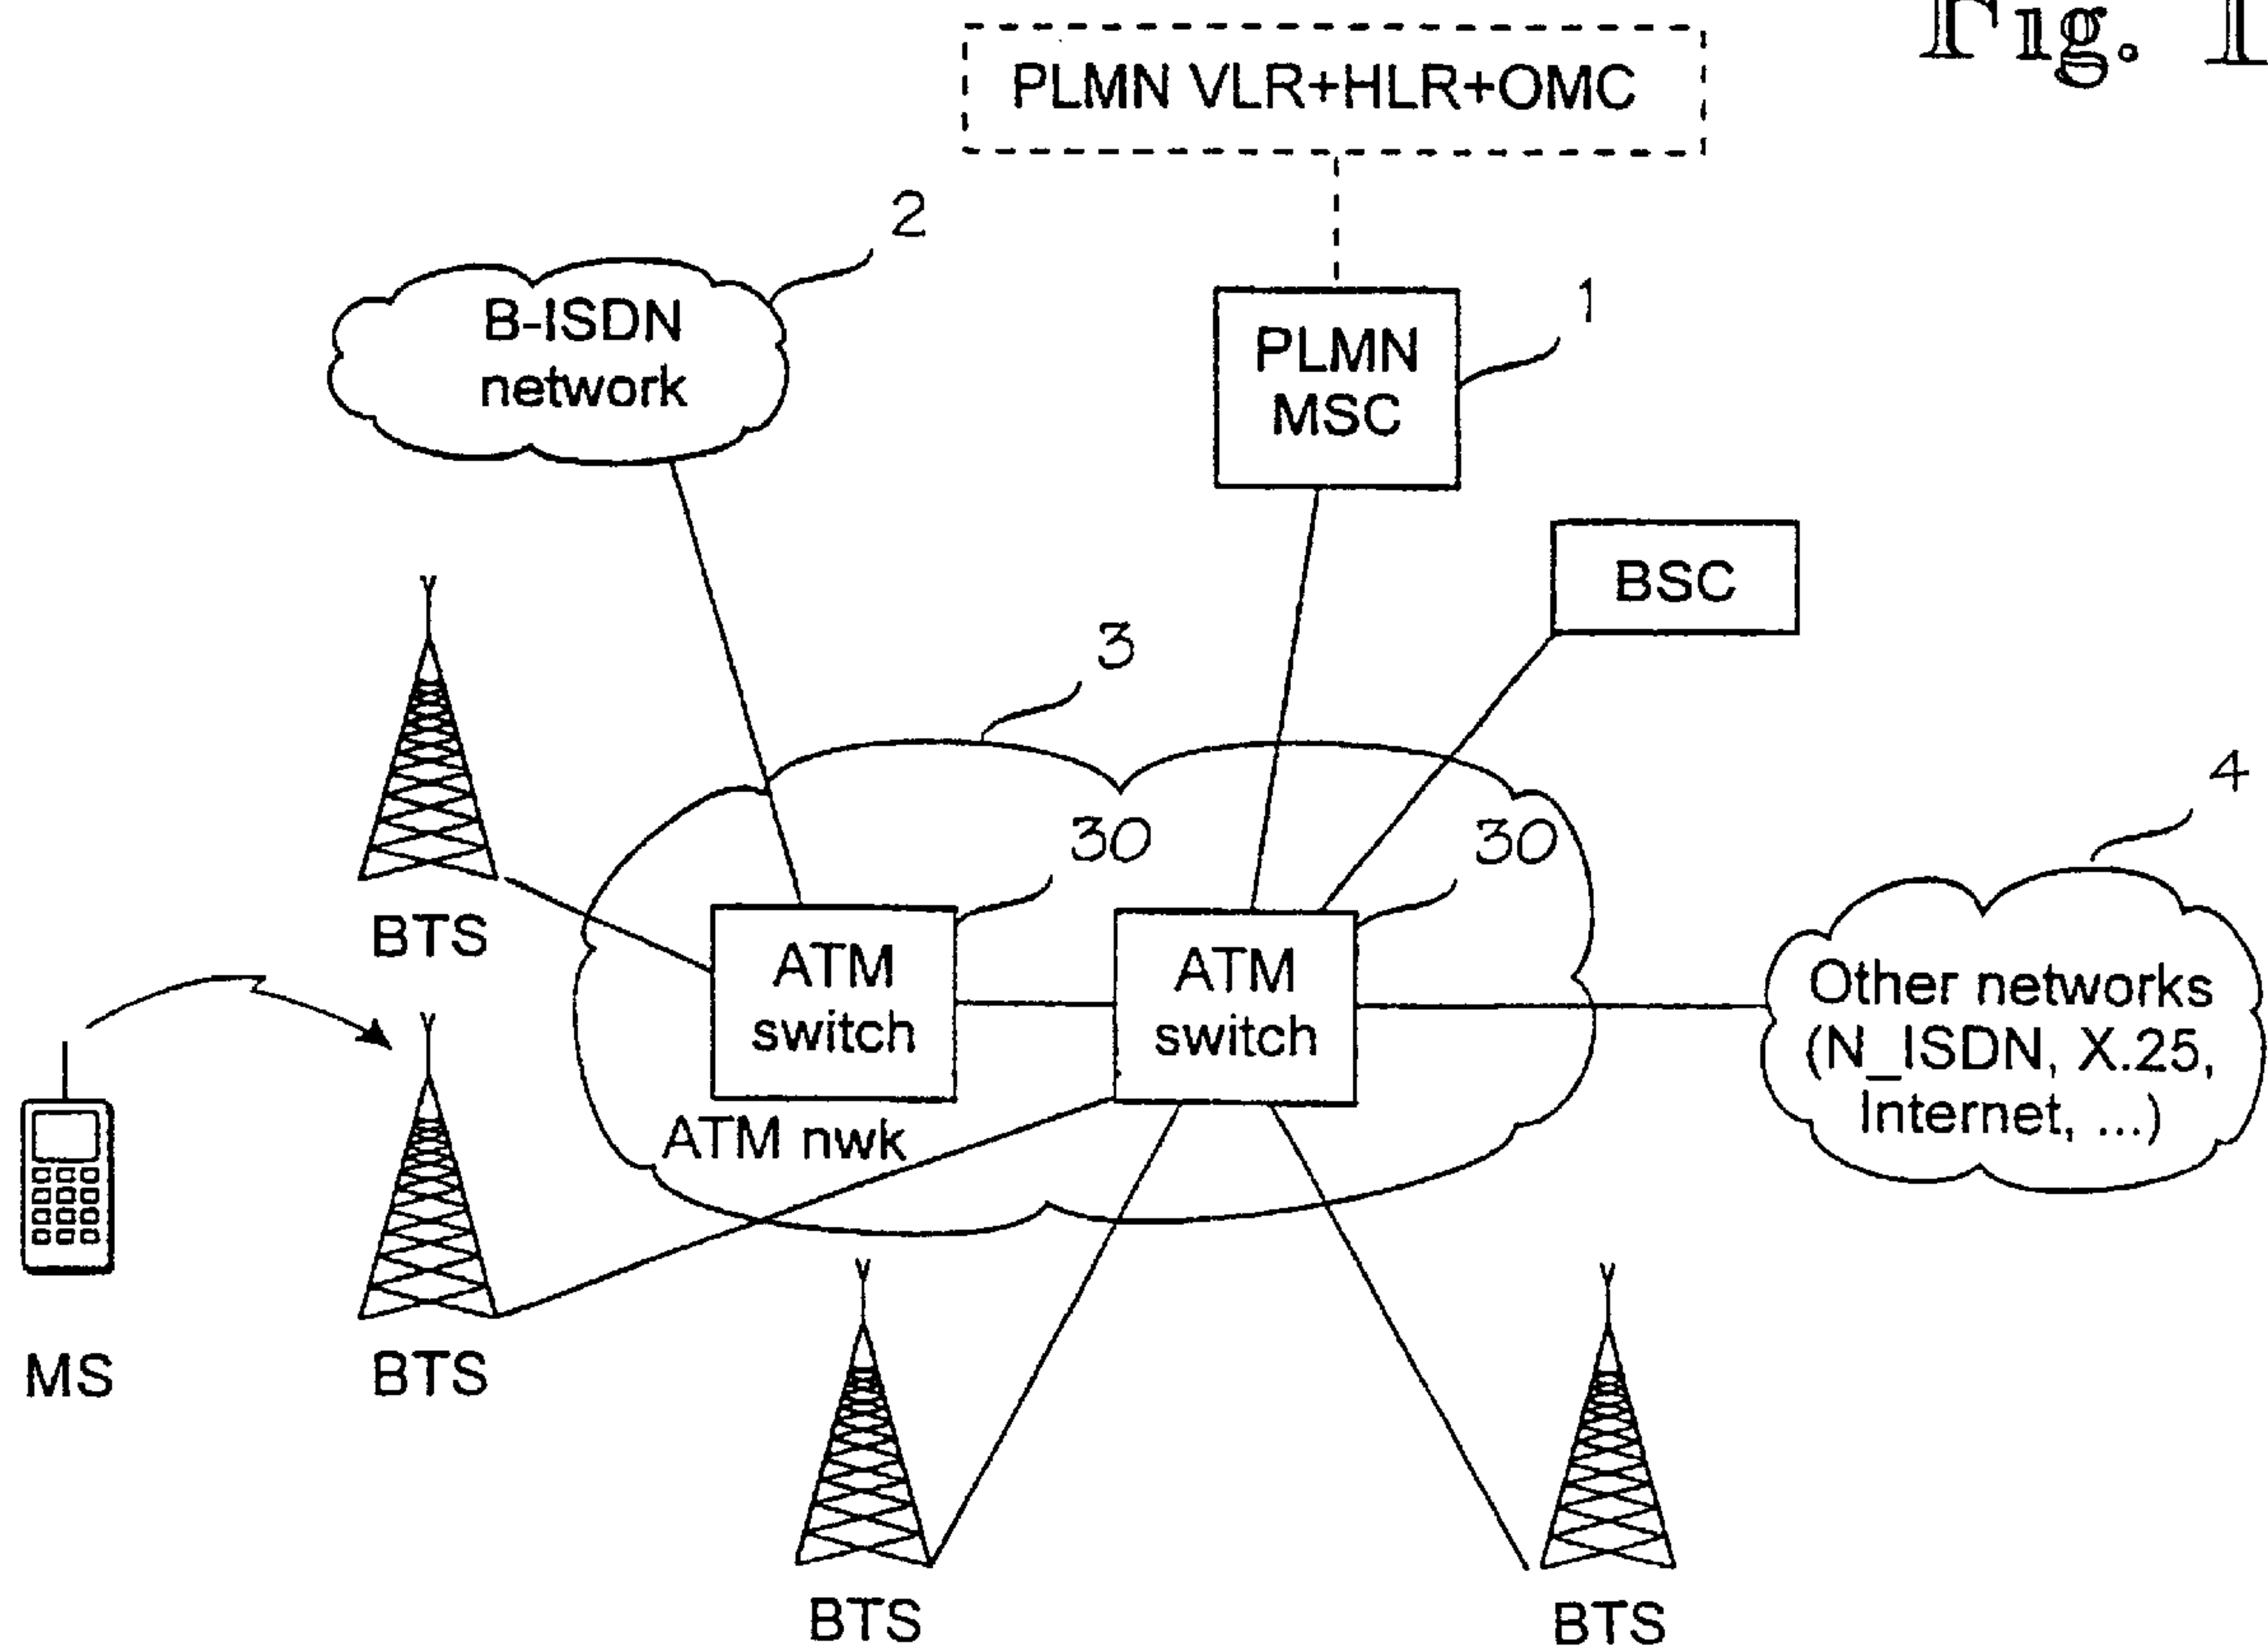 Fig. 1
PLMN VLR+HLR+OMC
2
B-ISDN
network
1
PLMN
MSC
BSC
3
4
30
30
BTS
ATM
switch
ATM
switch
Other networks
(N_ISDN, X.25,
Internet, ...)
ATM nwk
MS
BTS
BTS
BTS